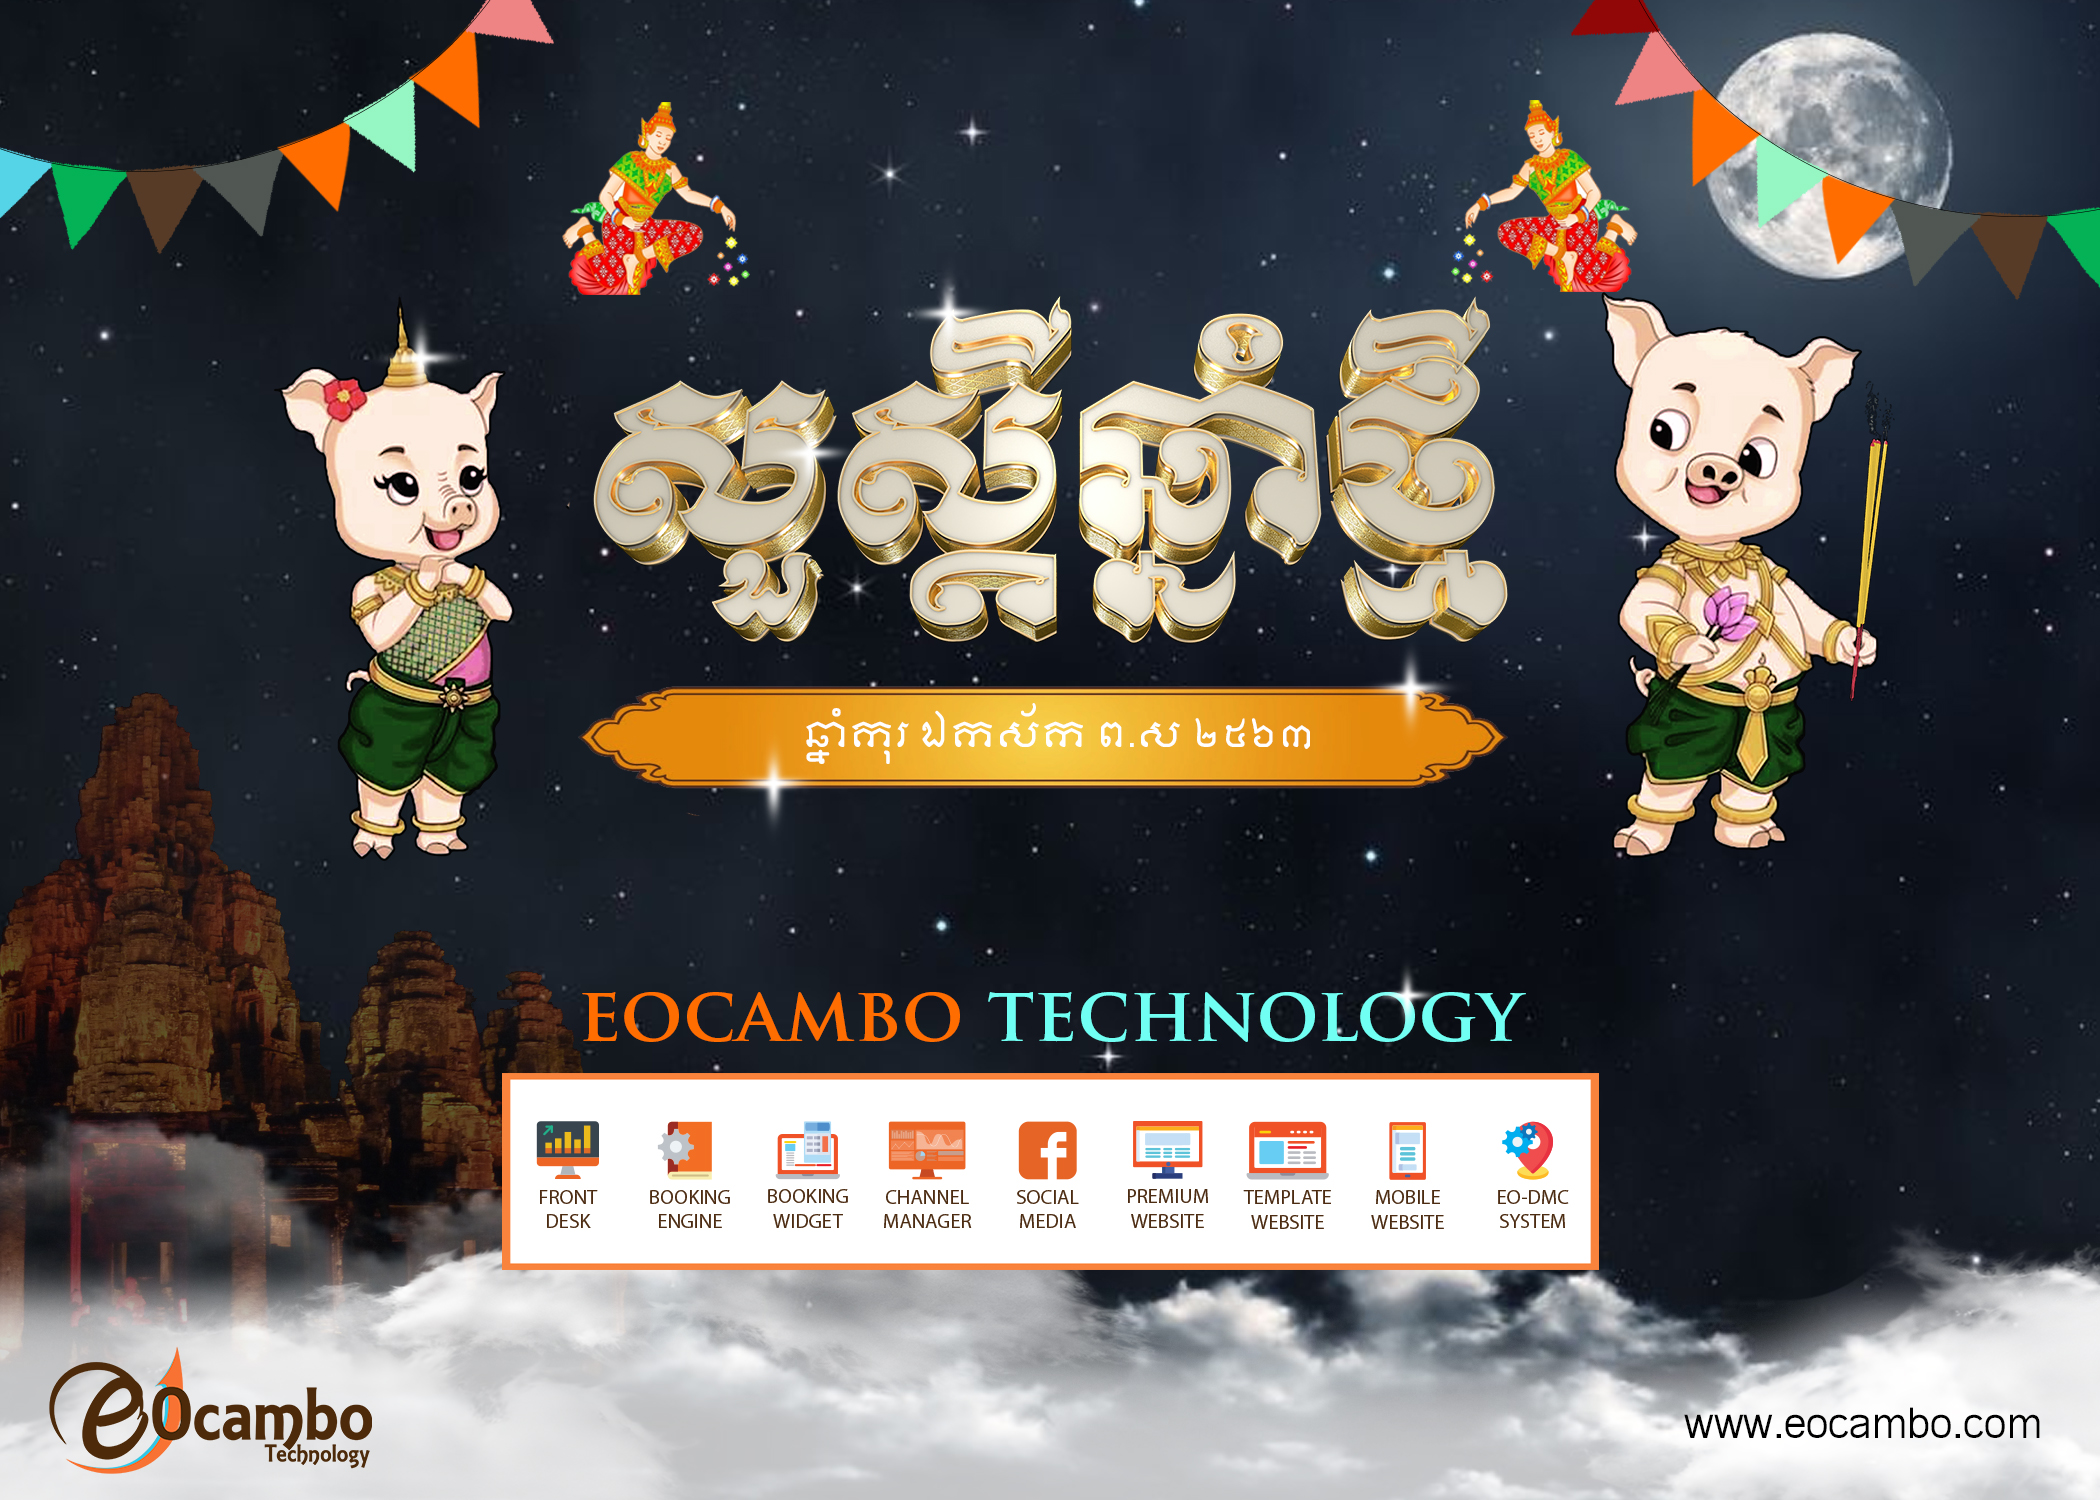 សួស្តីឆ្នាំថ្មី
ឆ្នាំកុរ ឯកស័ក ព.ស ២៥៦៣
EOCAMBO TECHNOLOGY
FRONT DESK
BOOKING ENGINE
BOOKING WIDGET
CHANNEL MANAGER
SOCIAL MEDIA
PREMIUM WEBSITE
TEMPLATE WEBSITE
MOBILE WEBSITE
EO-DMC SYSTEM
eOcambo
Technology
www.eocambo.com